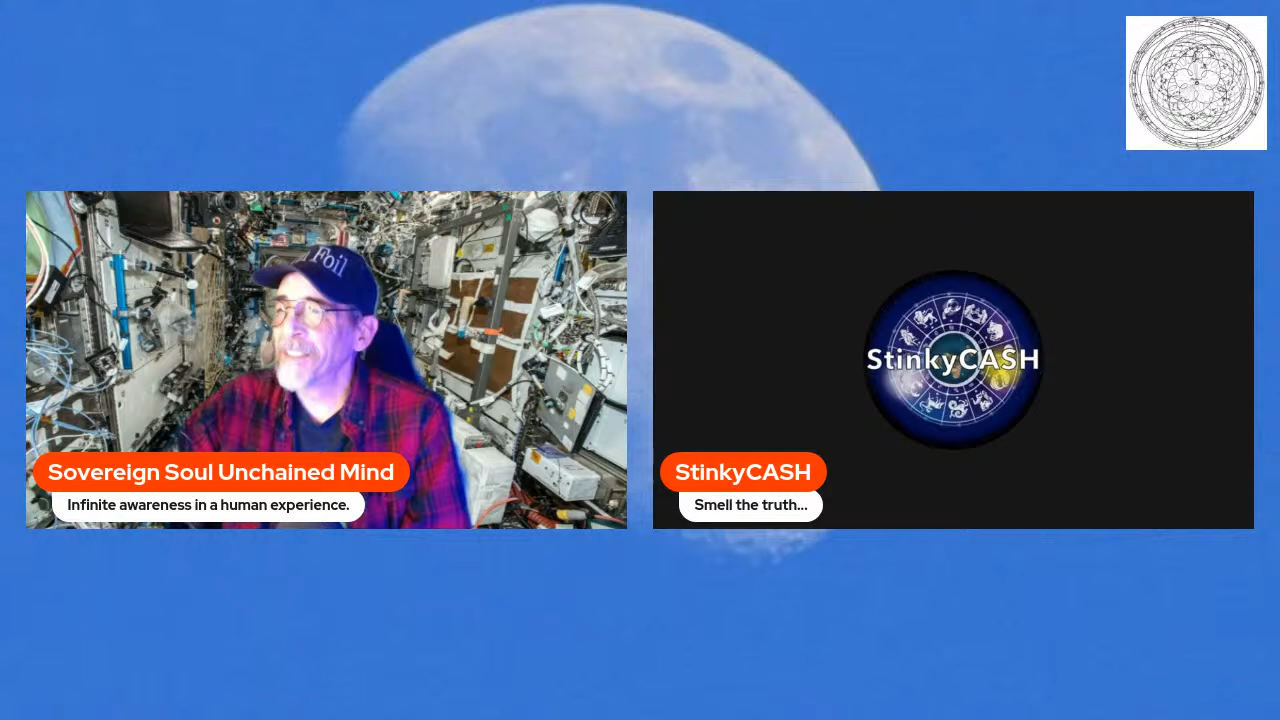 Foil
StinkyCASH
Sovereign Soul Unchained Mind
Infinite awareness in a human experience.
StinkyCASH
Smell the truth...